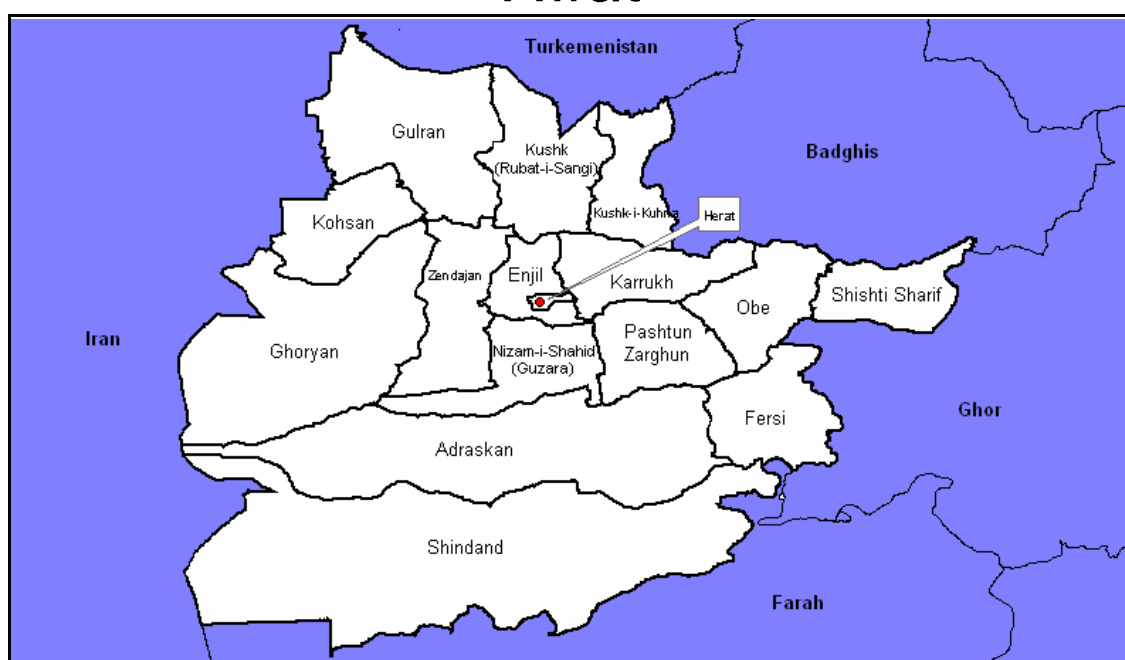 Turkemenistan
Gulran
Kushk
(Rubat-i-Sangi)
Badghis
Kohsan
Kushk-i-Kuhna
Herat
Zendajan
Enjil
Karrukh
Shishti Sharif
Obe
Iran
Ghoryan
Nizam-i-Shahid
(Guzara)
Pashtun
Zarghun
Fersi
Ghor
Adraskan
Shindand
Farah